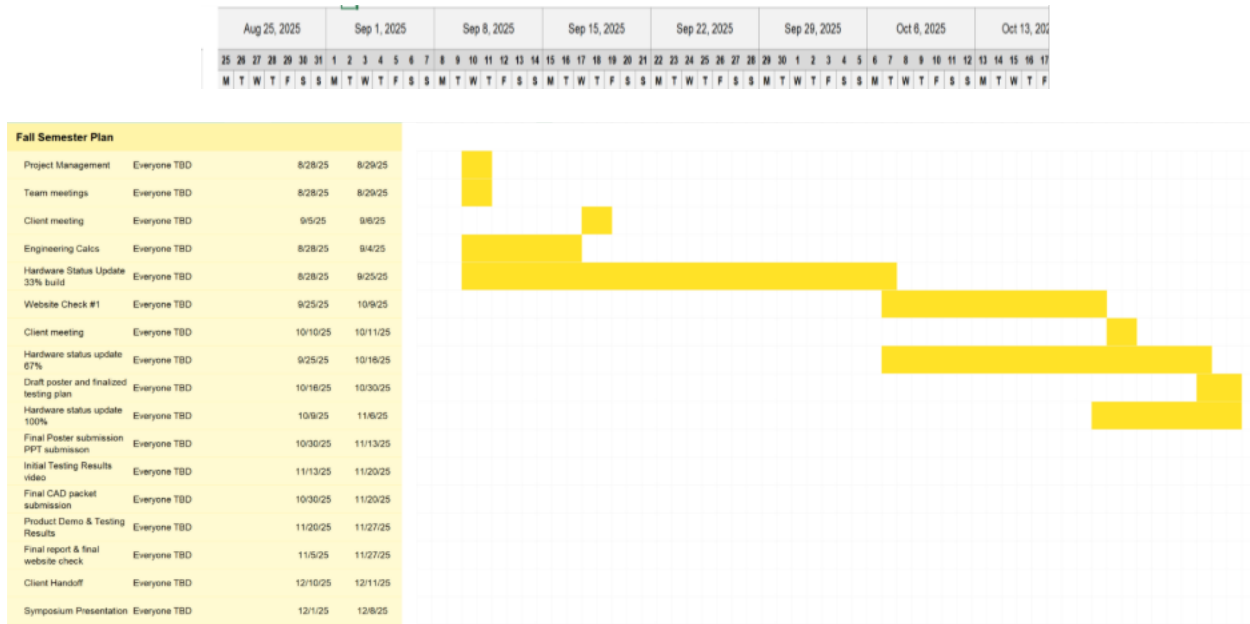 Aug 25, 2025 Sep 1, 2025 Sep 8, 2025 Sep 15, 2025 Sep 22, 2025 Sep 29, 2025 Oct 6, 2025 Oct 13, 202
25 26 27 28 29 30 31 1 2 3 4 5 6 7 8 9 10 11 12 13 14 15 16 17 18 19 20 21 22 23 24 25 26 27 28 29 30 1 2 3 4 5 6 7 8 9 10 11 12 13 14 15 16 17
M T W T F S S M T W T F S S M T W T F S S M T W T F S S M T W T F S S M T W T F S S M T W T F S S M T W T F
Fall Semester Plan
Project Management Everyone TBD 8/28/25 8/29/25
Team meetings Everyone TBD 8/28/25 8/29/25
Client meeting Everyone TBD 9/5/25 9/6/25
Engineering Calcs Everyone TBD 8/28/25 9/4/25
Hardware Status Update
33% build Everyone TBD 8/28/25 9/25/25
Website Check #1 Everyone TBD 9/25/25 10/9/25
Client meeting Everyone TBD 10/10/25 10/11/25
Hardware status update
67% Everyone TBD 9/25/25 10/16/25
Draft poster and finalized
testing plan Everyone TBD 10/16/25 10/30/25
Hardware status update
100% Everyone TBD 10/9/25 11/6/25
Final Poster submission
PPT submisson Everyone TBD 10/30/25 11/13/25
Initial Testing Results
video Everyone TBD 11/13/25 11/20/25
Final CAD packet
submission Everyone TBD 10/30/25 11/20/25
Product Demo & Testing
Results Everyone TBD 11/20/25 11/27/25
Final report & final
website check Everyone TBD 11/5/25 11/27/25
Client Handoff Everyone TBD 12/10/25 12/11/25
Symposium Presentation Everyone TBD 12/1/25 12/8/25